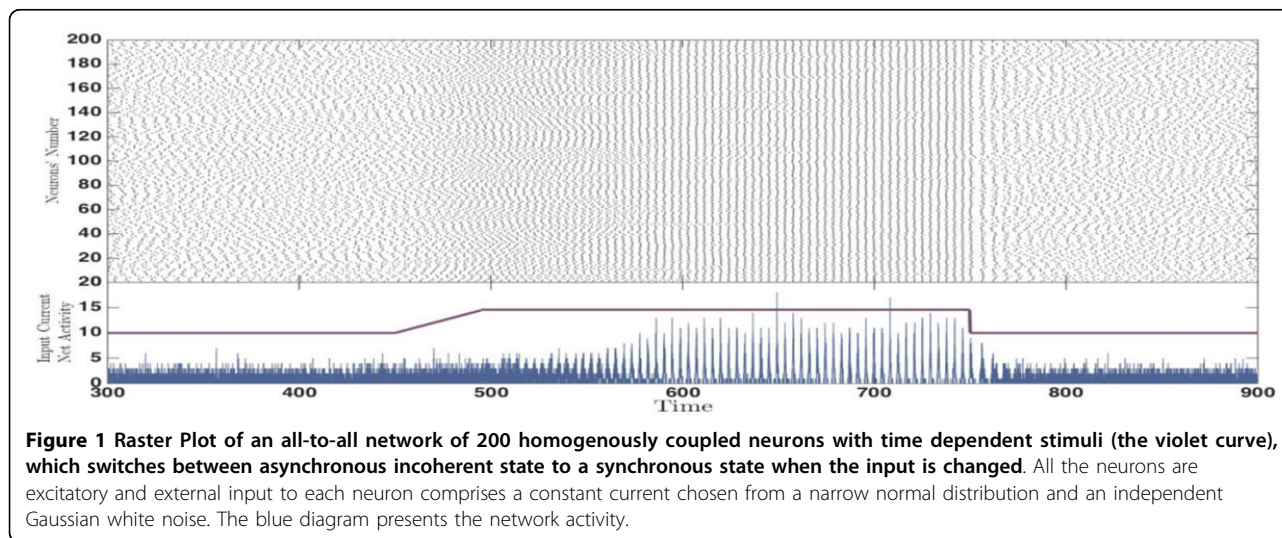 200
180
160
140
120
100
80
60
40
20
20
Neurons' Number
15
10
5
0
Input Current
Net Activity
300 400 500 600 700 800 900
Time
Figure 1 Raster Plot of an all-to-all network of 200 homogenously coupled neurons with time dependent stimuli (the violet curve),
which switches between asynchronous incoherent state to a synchronous state when the input is changed. All the neurons are
excitatory and external input to each neuron comprises a constant current chosen from a narrow normal distribution and an independent
Gaussian white noise. The blue diagram presents the network activity.